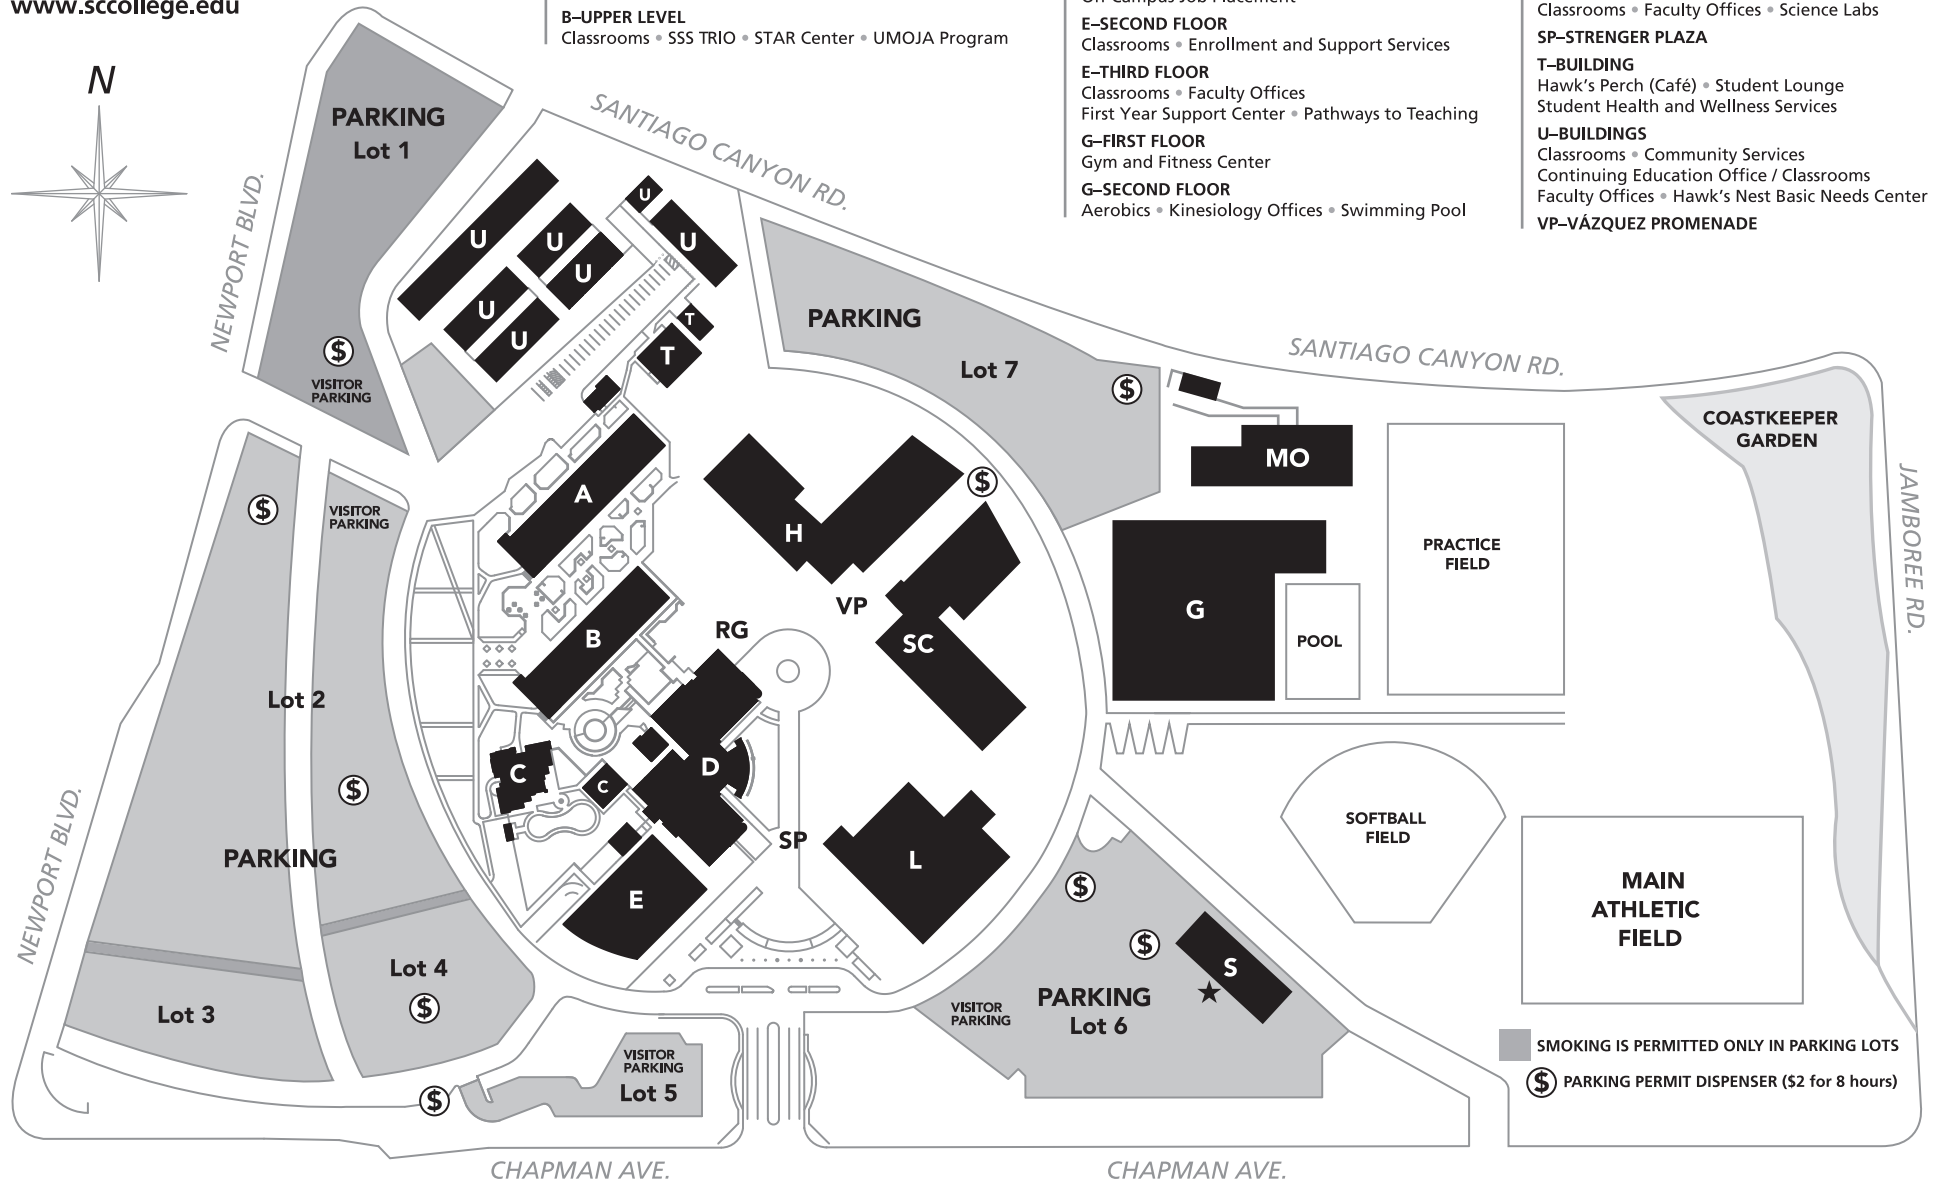 www.sccollege.edu
B–UPPER LEVEL
Classrooms • SSS TRIO • STAR Center • UMOJA Program
E–SECOND FLOOR
Classrooms • Enrollment and Support Services
E–THIRD FLOOR
Classrooms • Faculty Offices
First Year Support Center • Pathways to Teaching
G–FIRST FLOOR
Gym and Fitness Center
G–SECOND FLOOR
Aerobics • Kinesiology Offices • Swimming Pool
Classrooms • Faculty Offices • Science Labs
SP–STRENGER PLAZA
T–BUILDING
Hawk's Perch (Café) • Student Lounge
Student Health and Wellness Services
U–BUILDINGS
Classrooms • Community Services
Continuing Education Office / Classrooms
Faculty Offices • Hawk's Nest Basic Needs Center
VP–VÁZQUEZ PROMENADE
N
PARKING
Lot 1
SANTIAGO CANYON RD.
NEWPORT BLVD.
U
U
U
U
U
U
U
T
T
$
VISITOR
PARKING
PARKING
Lot 7
$
SANTIAGO CANYON RD.
COASTKEEPER
GARDEN
JAMBOREE RD.
MO
$
VISITOR
PARKING
A
H
$
PRACTICE
FIELD
G
POOL
VP
SC
RG
B
Lot 2
C
C
D
$
NEWPORT BLVD.
PARKING
SP
L
E
SOFTBALL
FIELD
MAIN
ATHLETIC
FIELD
$
$
S
★
Lot 4
$
Lot 3
VISITOR
PARKING
PARKING
Lot 6
VISITOR
PARKING
Lot 5
$
SMOKING IS PERMITTED ONLY IN PARKING LOTS
$ PARKING PERMIT DISPENSER ($2 for 8 hours)
CHAPMAN AVE.
CHAPMAN AVE.